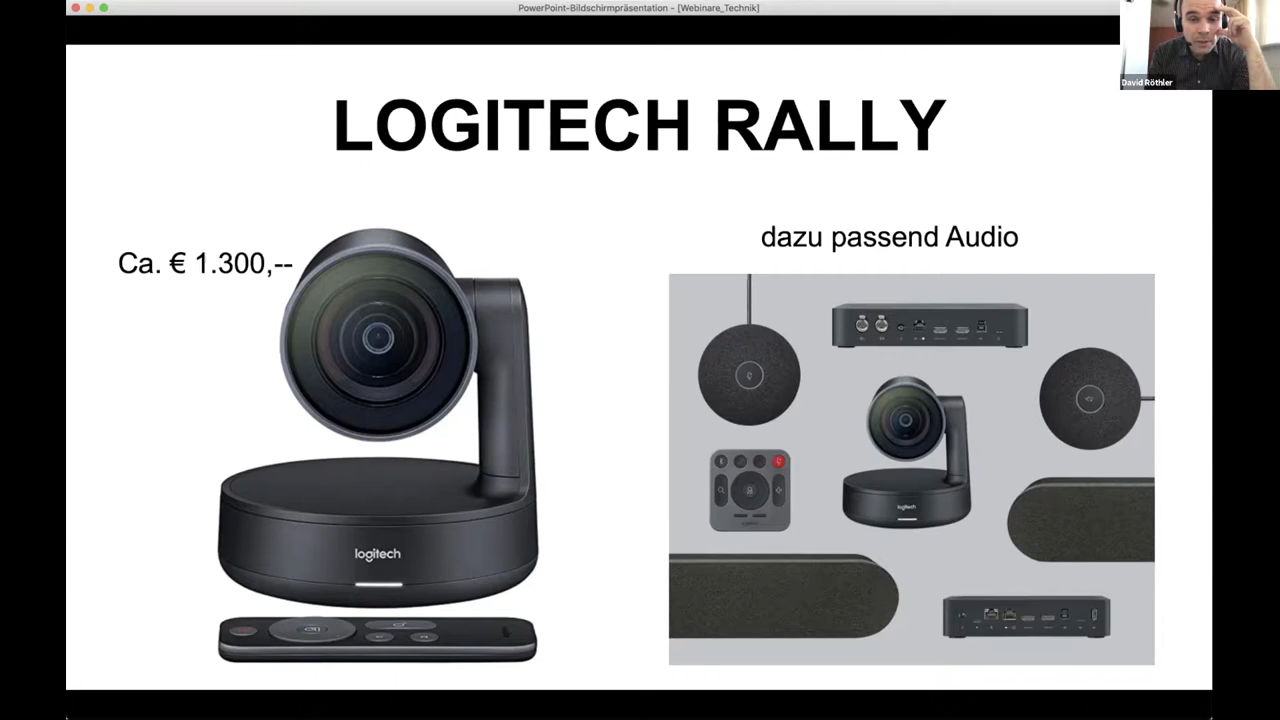 PowerPoint-Bildschirmpräsentation - [Webinare_Technik]
David Röthler
LOGITECH RALLY
Ca. € 1.300,--
dazu passend Audio
logitech
logitech